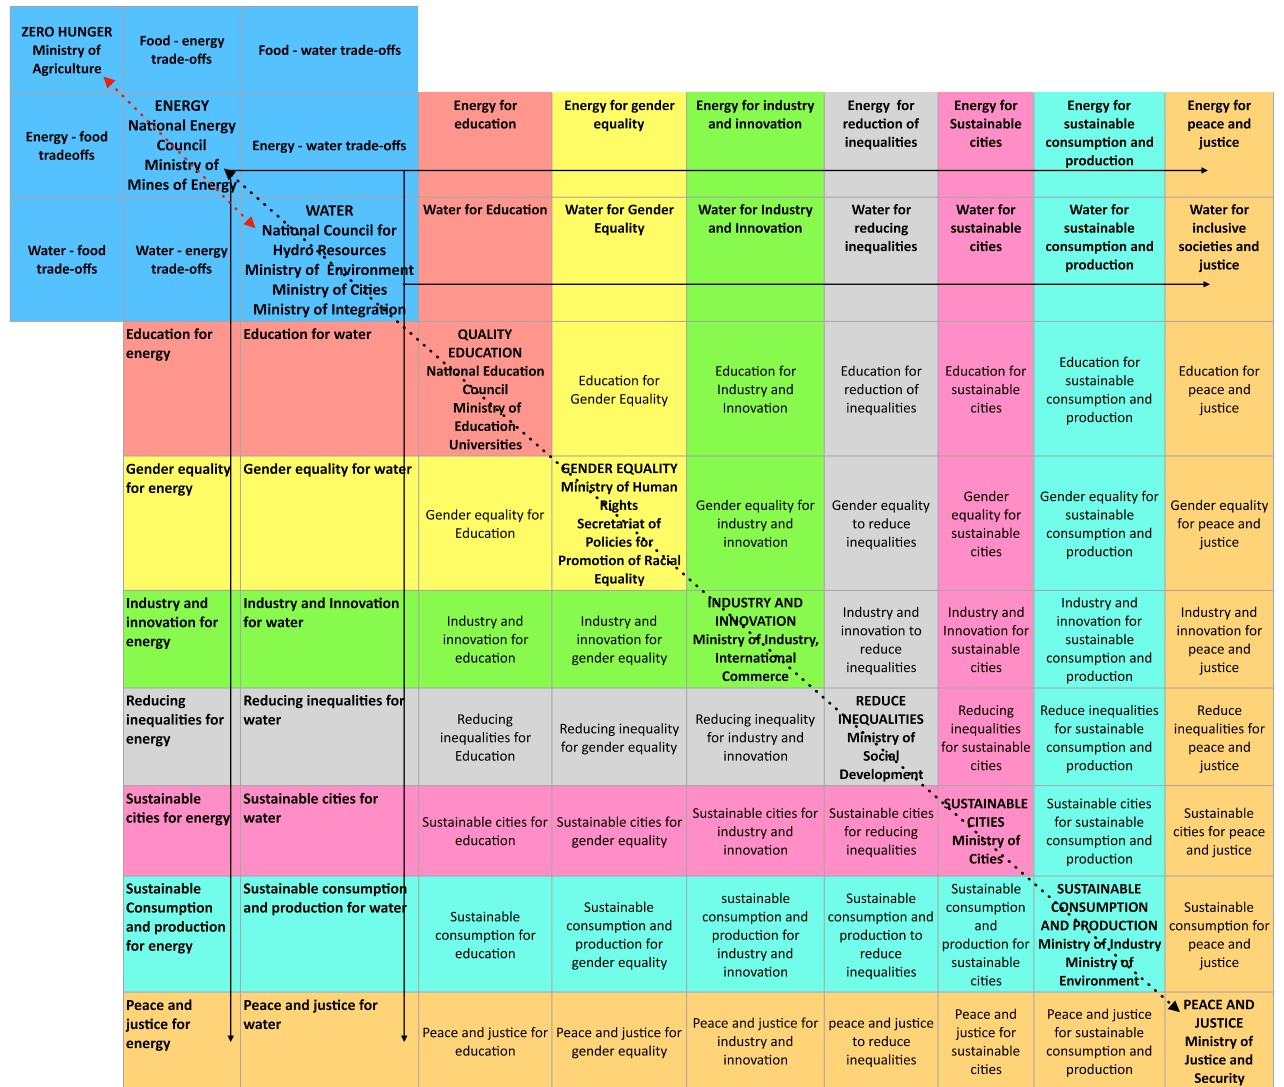 ZERO HUNGER
Ministry of
Agriculture
Food - energy
trade-offs
Food - water trade-offs
Energy - food
tradeoffs
ENERGY
National Energy
Council
Ministry of
Mines of Energy
Energy - water trade-offs
Energy for
education
Energy for gender
equality
Energy for industry
and innovation
Energy for
reduction of
inequalities
Energy for
Sustainable
cities
Energy for
sustainable
consumption and
production
Energy for
peace and
justice
Water - food
trade-offs
Water - energy
trade-offs
WATER
National Council for
Hydro Resources
Ministry of Environment
Ministry of Cities
Ministry of Integration
Water for Education
Water for Gender
Equality
Water for Industry
and Innovation
Water for
reducing
inequalities
Water for
sustainable
cities
Water for
sustainable
consumption and
production
Water for
inclusive
societies and
justice
Education for
energy
Education for water
QUALITY
EDUCATION
National Education
Council
Ministry of
Education
Universities
Education for
Gender Equality
Education for
Industry and
Innovation
Education for
reduction of
inequalities
Education for
sustainable
cities
Education for
sustainable
consumption and
production
Education for
peace and
justice
Gender equality
for energy
Gender equality for water
Gender equality for
Education
GENDER EQUALITY
Ministry of Human
Rights
Secretariat of
Policies for
Promotion of Racial
Equality
Gender equality for
industry and
innovation
Gender equality
to reduce
inequalities
Gender
equality for
sustainable
cities
Gender equality for
sustainable
consumption and
production
Gender equality
for peace and
justice
Industry and
innovation for
energy
Industry and Innovation
for water
Industry and
innovation for
education
Industry and
innovation for
gender equality
INDUSTRY AND
INNOVATION
Ministry of Industry,
International
Commerce
Industry and
innovation to
reduce
inequalities
Industry and
Innovation for
sustainable
cities
Industry and
innovation for
sustainable
consumption and
production
Industry and
innovation for
peace and
justice
Reducing
inequalities for
energy
Reducing inequalities for
water
Reducing
inequalities for
Education
Reducing inequality
for gender equality
Reducing inequality
for industry and
innovation
REDUCE
INEQUALITIES
Ministry of
Social
Development
Reducing
inequalities
for sustainable
cities
Reduce inequalities
for sustainable
consumption and
production
Reduce
inequalities for
peace and
justice
Sustainable
cities for energy
Sustainable cities for
water
Sustainable cities for
education
Sustainable cities for
gender equality
Sustainable cities for
industry and
innovation
Sustainable cities
for reducing
inequalities
SUSTAINABLE
CITIES
Ministry of
Cities
Sustainable cities
for sustainable
consumption and
production
Sustainable
cities for peace
and justice
Sustainable
Consumption
and production
for energy
Sustainable consumption
and production for water
Sustainable
consumption for
education
Sustainable
consumption and
production for
gender equality
sustainable
consumption and
production for
industry and
innovation
Sustainable
consumption and
production to
reduce
inequalities
Sustainable
consumption
and
production for
sustainable
cities
SUSTAINABLE
CONSUMPTION
AND PRODUCTION
Ministry of Industry
Ministry of
Environment
Sustainable
consumption for
peace and
justice
Peace and
justice for
energy
Peace and justice for
water
Peace and justice for
education
Peace and justice for
gender equality
Peace and justice for
industry and
innovation
peace and justice
to reduce
inequalities
Peace and
justice for
sustainable
cities
Peace and justice
for sustainable
consumption and
production
PEACE AND
JUSTICE
Ministry of
Justice and
Security